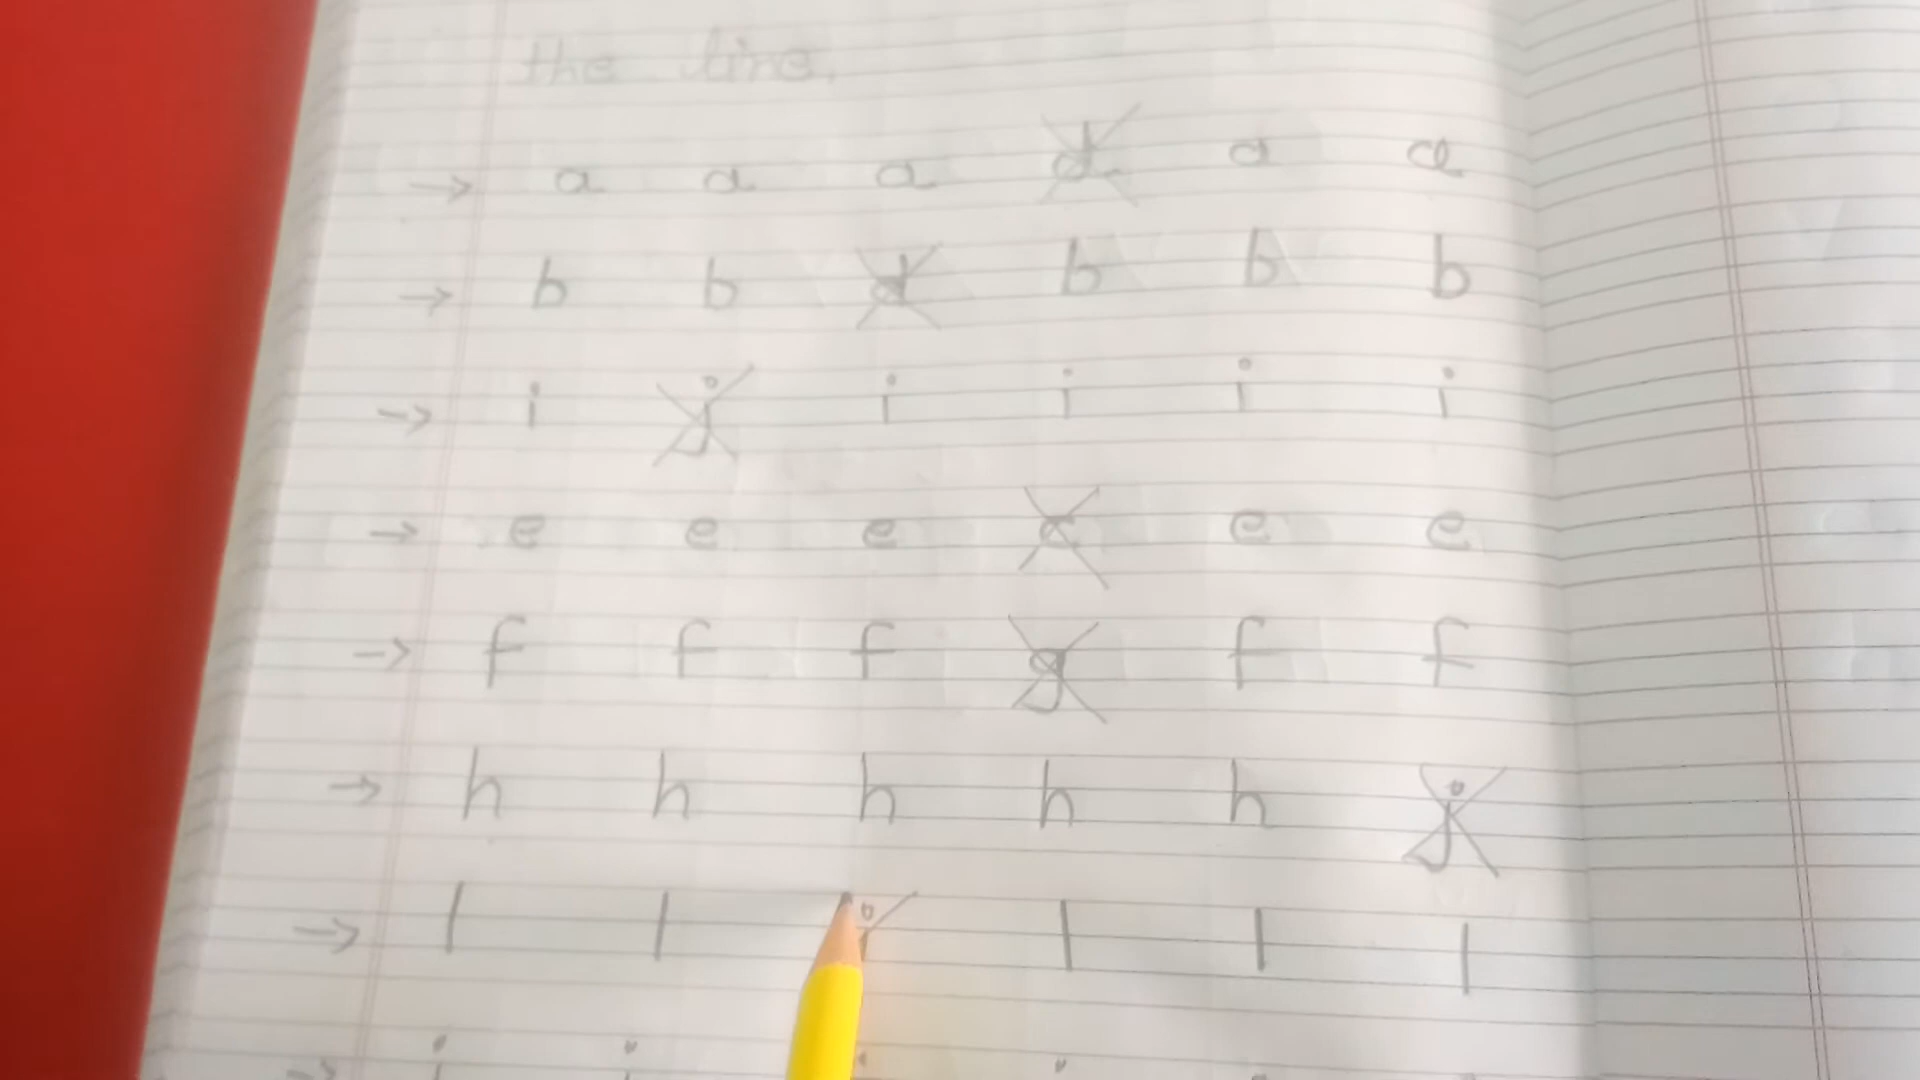 the line.
→ a a a d a a
→ b b d b b b
→ i j i i i i
→ e e e c e e
→ f f f g f f
→ h h h h h j
→ l l i l l l